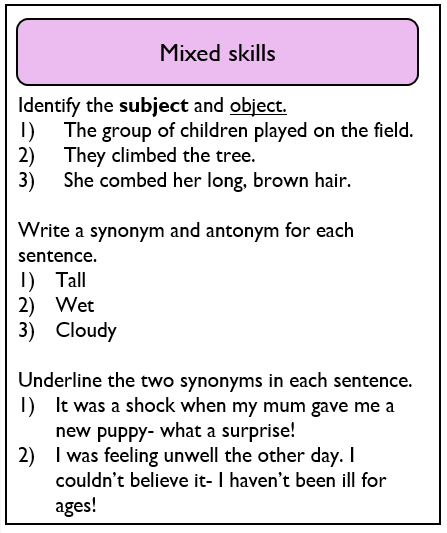 Mixed skills
Identify the subject and object.
1) The group of children played on the field.
2) They climbed the tree.
3) She combed her long, brown hair.
Write a synonym and antonym for each
sentence.
1) Tall
2) Wet
3) Cloudy
Underline the two synonyms in each sentence.
1) It was a shock when my mum gave me a
new puppy- what a surprise!
2) I was feeling unwell the other day. I
couldn't believe it- I haven't been ill for
ages!